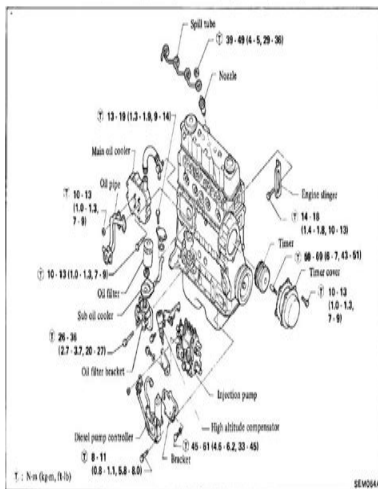 Spill tube
39 - 49 (4 - 5, 29 - 36)
Nozzle
13 - 19 (1.3 - 1.9, 9 - 14)
Main oil cooler
Oil pipe
10 - 13
(1.0 - 1.3,
7 - 9)
Engine slinger
14 - 18
(1.4 - 1.8, 10 - 13)
Timer
59 - 69 (6 - 7, 43 - 51)
Timer cover
10 - 13
(1.0 - 1.3,
7 - 9)
10 - 13 (1.0 - 1.3, 7 - 9)
Oil filter
Sub oil cooler
26 - 36
(2.7 - 3.7, 20 - 27)
Oil filter bracket
Injection pump
High altitude compensator
Diesel pump controller
45 - 61 (4.6 - 6.2, 33 - 45)
Bracket
8 - 11
(0.8 - 1.1, 5.8 - 8.0)
T : N·m (kg-m, ft-lb)